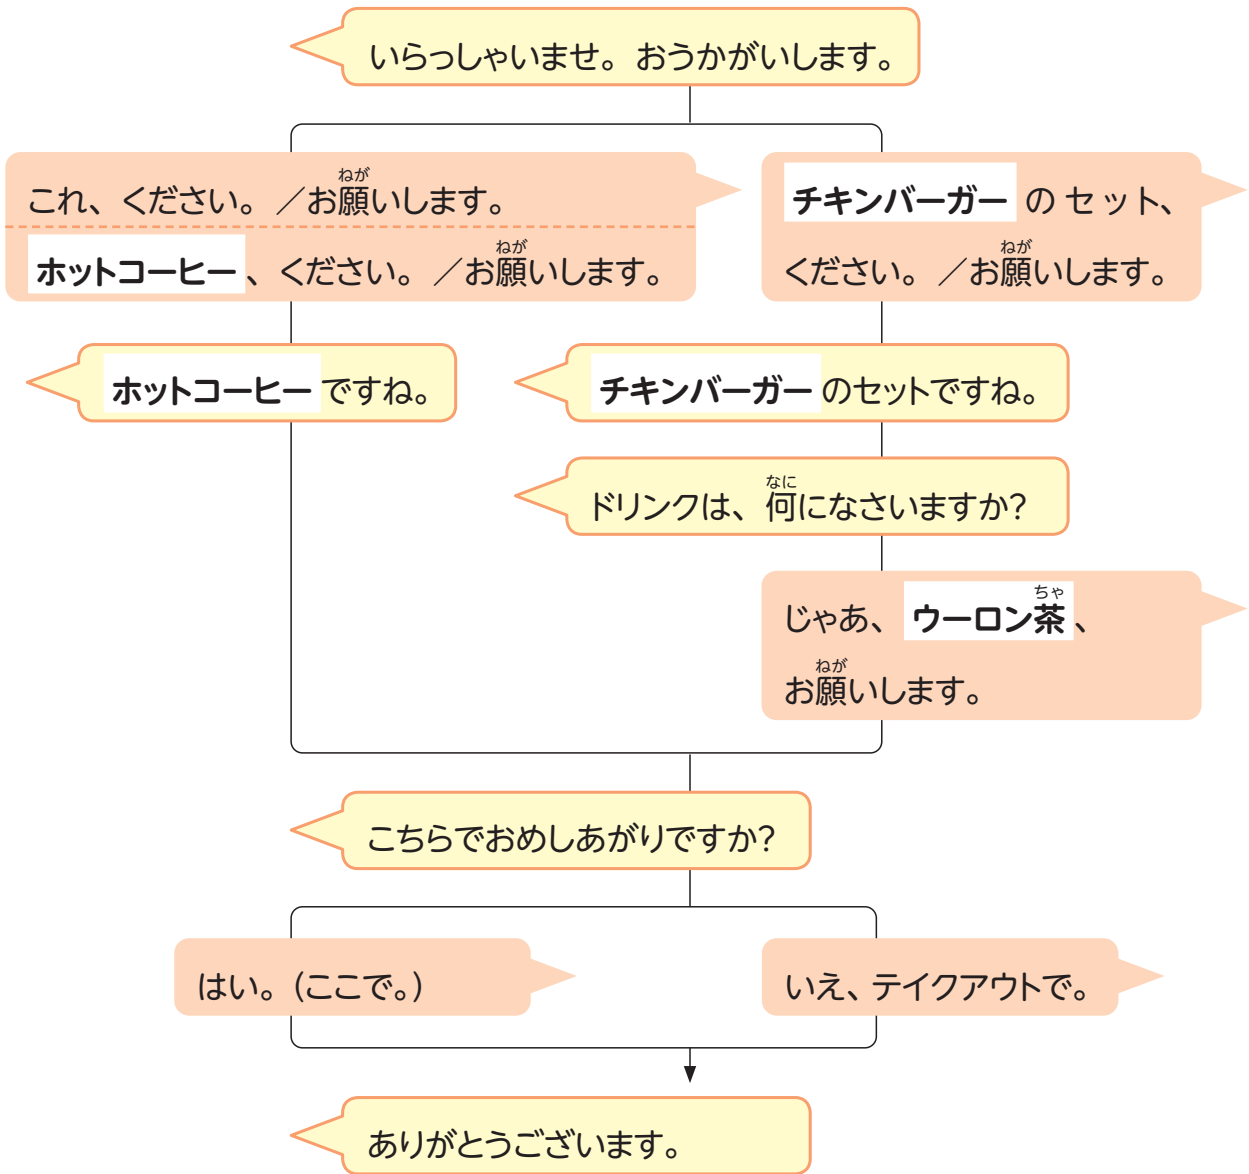 いらっしゃいませ。おうかがいします。
これ、ください。／お願いします。
ねが
ホットコーヒー、ください。／お願いします。
ねが
チキンバーガーのセット、
ください。／お願いします。
ねが
ホットコーヒーですね。
チキンバーガーのセットですね。
ドリンクは、何になさいますか？
なに
じゃあ、ウーロン茶、
ちゃ
お願いします。
ねが
こちらでおめしあがりですか？
はい。（ここで。）
いえ、テイクアウトで。
ありがとうございます。